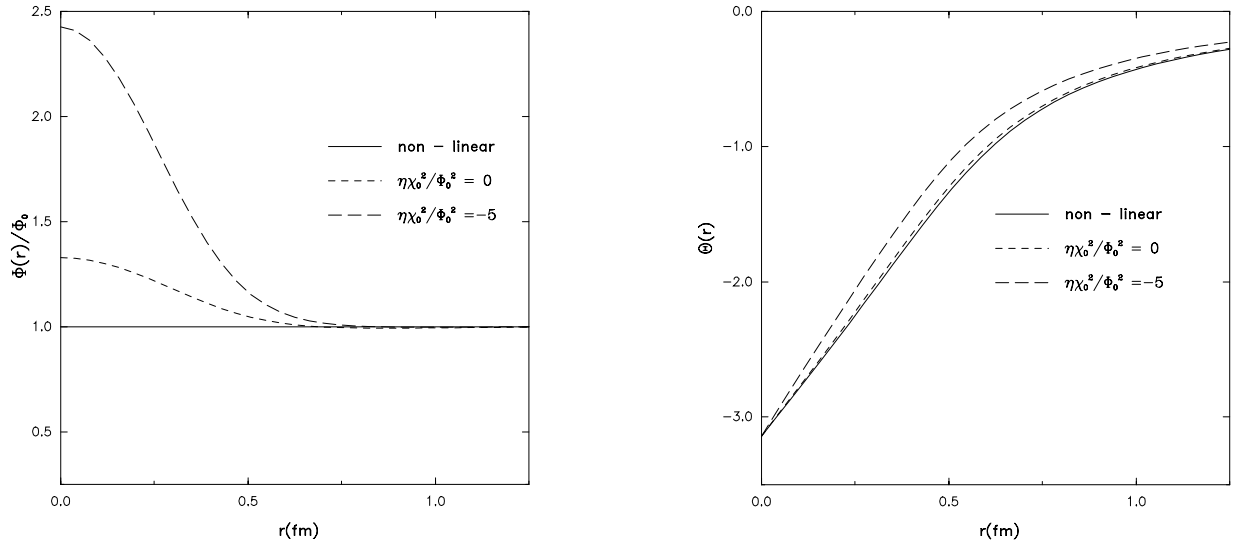 2.5
2.0
1.5
1.0
0.5
Φ(r)/Φ₀
non – linear
ηχ₀²/Φ₀² = 0
ηχ₀²/Φ₀² =–5
0.0 0.5 1.0
r(fm)
0.0
–1.0
–2.0
–3.0
Θ(r)
non – linear
ηχ₀²/Φ₀² = 0
ηχ₀²/Φ₀² =–5
0.0 0.5 1.0
r(fm)